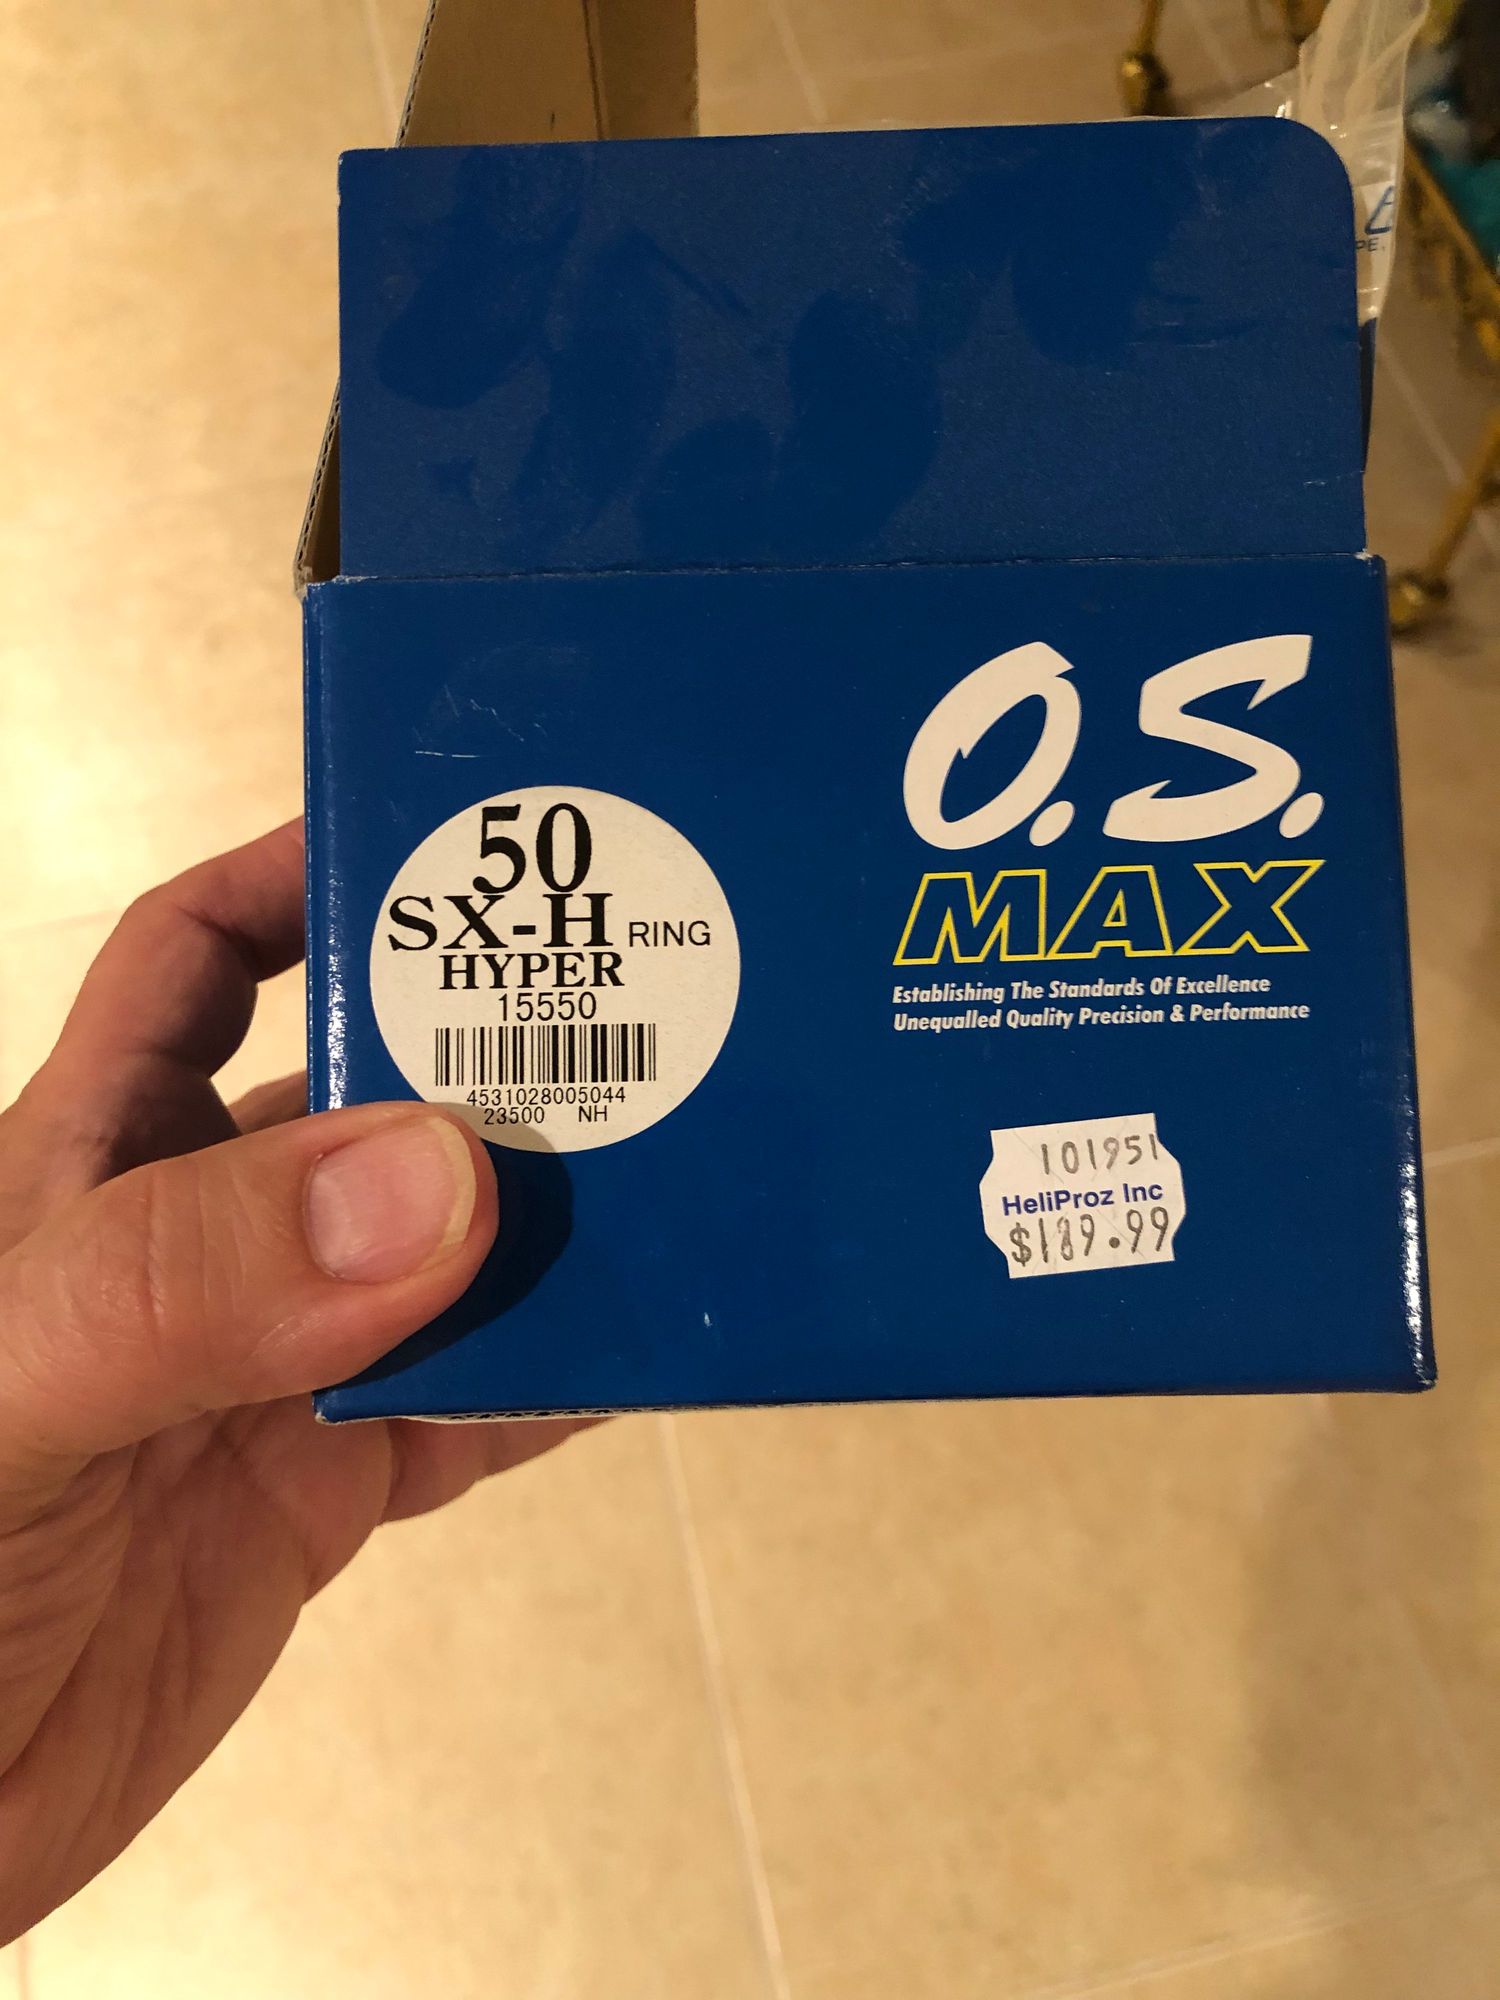 O.S.
MAX
Establishing The Standards Of Excellence
Unequalled Quality Precision & Performance
50
SX-H RING
HYPER
15550
4531028005044
23500 NH
101951
HeliProz Inc
$189.99